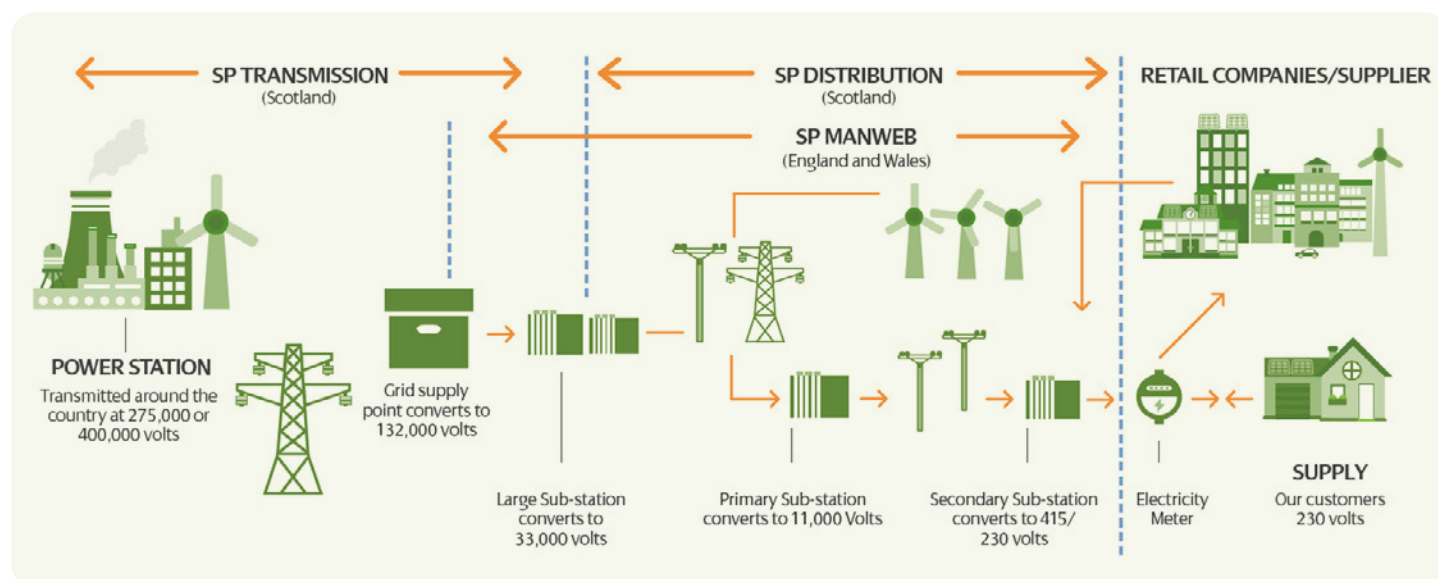 SP TRANSMISSION
(Scotland)
SP DISTRIBUTION
(Scotland)
RETAIL COMPANIES/SUPPLIER
SP MANWEB
(England and Wales)
POWER STATION
Transmitted around the
country at 275,000 or
400,000 volts
Grid supply
point converts to
132,000 volts
Large Sub-station
converts to
33,000 volts
Primary Sub-station
converts to 11,000 Volts
Secondary Sub-station
converts to 415/
230 volts
Electricity
Meter
SUPPLY
Our customers
230 volts